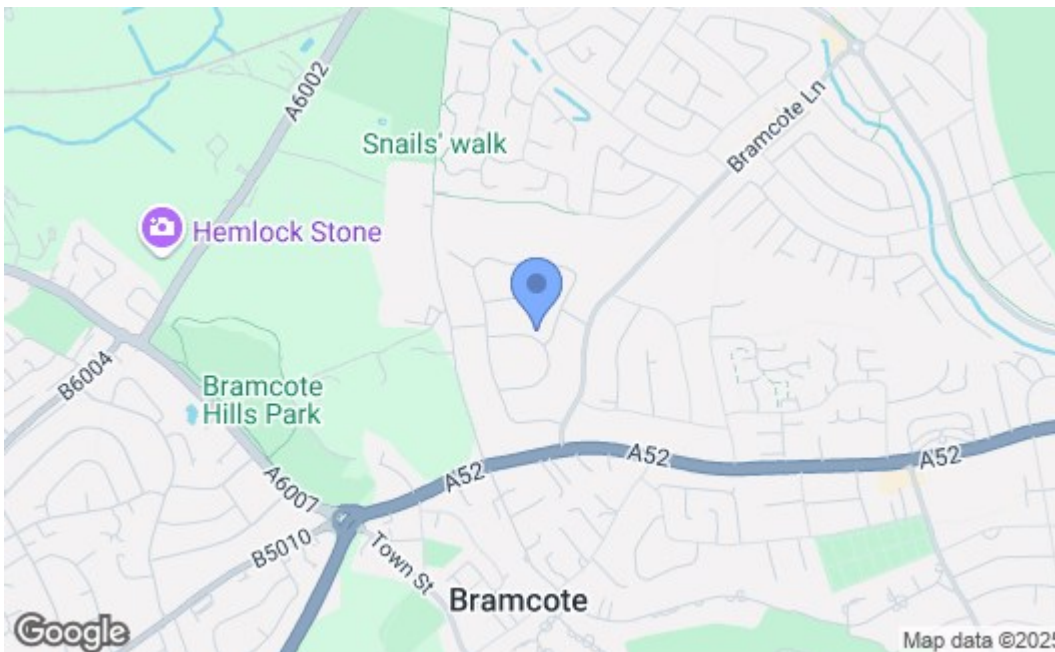 A6002
Bramcote Ln
Snails' walk
Hemlock Stone
B6004
Bramcote
Hills Park
A6007
A52
A52
A52
B5010
Town St
Bramcote
Google
Map data ©2025